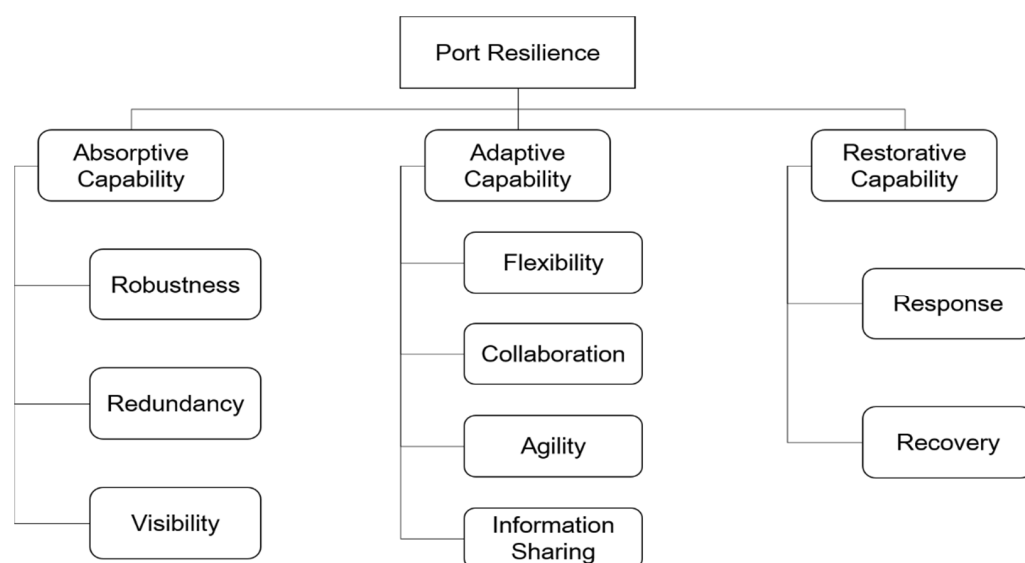 Port Resilience
Absorptive
Capability
Robustness
Redundancy
Visibility
Adaptive
Capability
Flexibility
Collaboration
Agility
Information
Sharing
Restorative
Capability
Response
Recovery